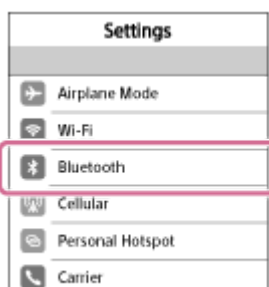 Settings
Airplane Mode
Wi-Fi
Bluetooth
Cellular
Personal Hotspot
Carrier